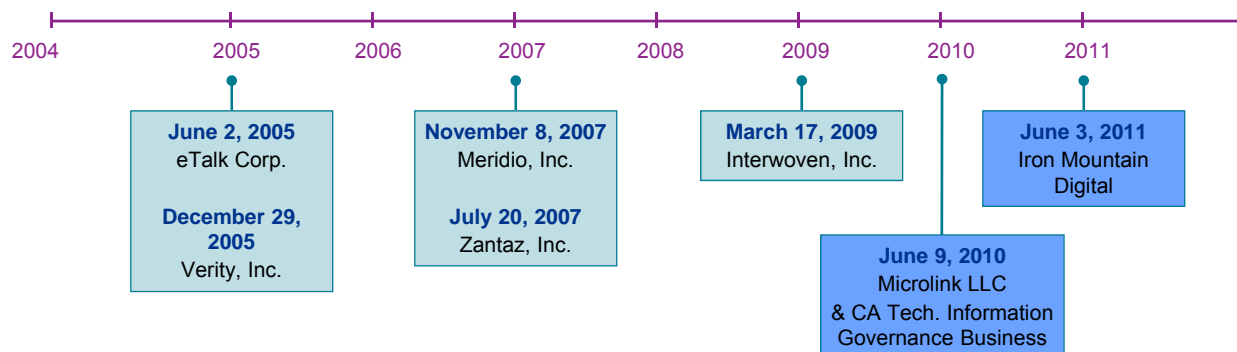 2004 2005 2006 2007 2008 2009 2010 2011
June 2, 2005
eTalk Corp.
December 29,
2005
Verity, Inc.
November 8, 2007
Meridio, Inc.
July 20, 2007
Zantaz, Inc.
March 17, 2009
Interwoven, Inc.
June 9, 2010
Microlink LLC
& CA Tech. Information
Governance Business
June 3, 2011
Iron Mountain
Digital